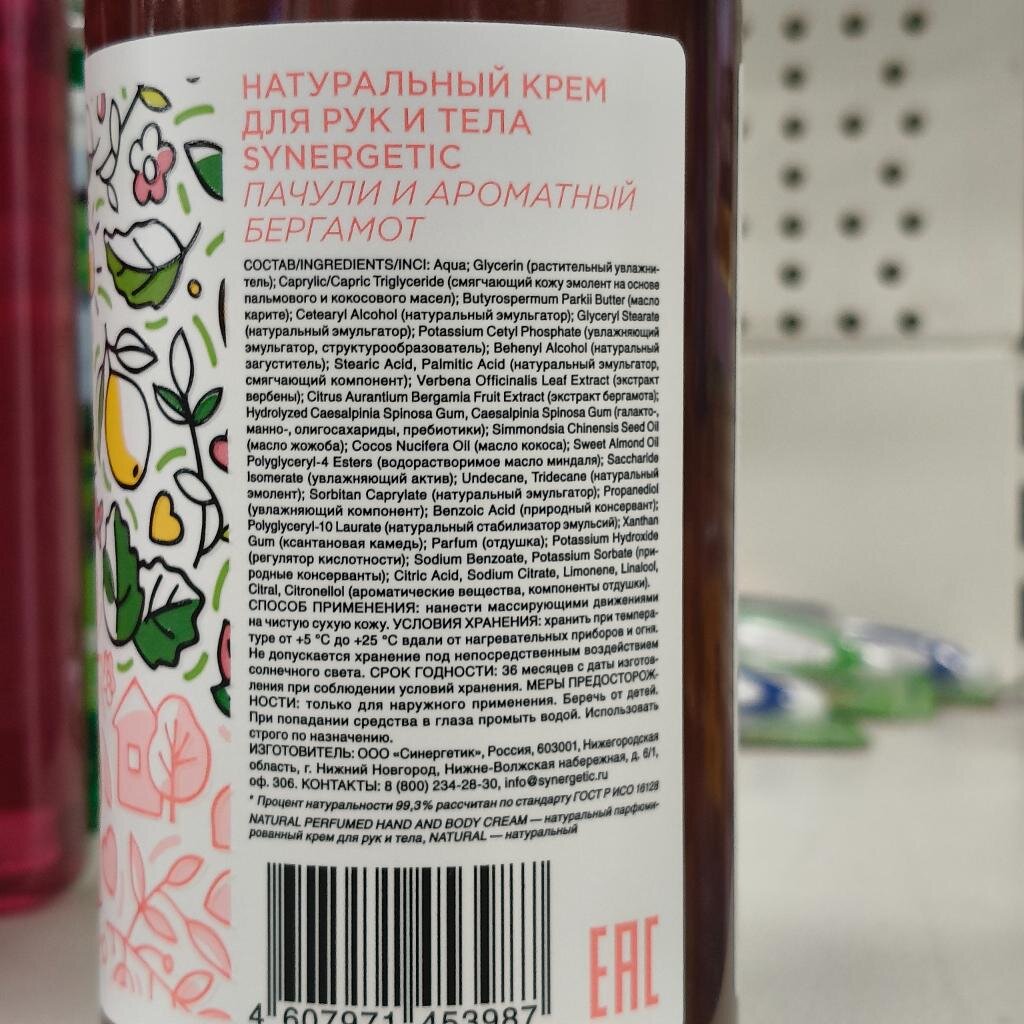 НАТУРАЛЬНЫЙ КРЕМ
ДЛЯ РУК И ТЕЛА
SYNERGETIC
ПАЧУЛИ И АРОМАТНЫЙ
БЕРГАМОТ
СОСТАВ/INGREDIENTS/INCI: Aqua; Glycerin (растительный увлажни-
тель); Caprylic/Capric Triglyceride (смягчающий кожу эмолент на основе
пальмового и кокосового масел); Butyrospermum Parkii Butter (масло
карите); Cetearyl Alcohol (натуральный эмульгатор); Glyceryl Stearate
(натуральный эмульгатор); Potassium Cetyl Phosphate (увлажняющий
эмульгатор, структурообразователь); Behenyl Alcohol (натуральный
загуститель); Stearic Acid, Palmitic Acid (натуральный эмульгатор,
смягчающий компонент); Verbena Officinalis Leaf Extract (экстракт
вербены); Citrus Aurantium Bergamia Fruit Extract (экстракт бергамота);
Hydrolyzed Caesalpinia Spinosa Gum, Caesalpinia Spinosa Gum (галакто-,
манно-, олигосахариды, пребиотики); Simmondsia Chinensis Seed Oil
(масло жожоба); Cocos Nucifera Oil (масло кокоса); Sweet Almond Oil
Polyglyceryl-4 Esters (водорастворимое масло миндаля); Saccharide
Isomerate (увлажняющий актив); Undecane, Tridecane (натуральный
эмолент); Sorbitan Caprylate (натуральный эмульгатор); Propanediol
(увлажняющий компонент); Benzoic Acid (природный консервант);
Polyglyceryl-10 Laurate (натуральный стабилизатор эмульсий); Xanthan
Gum (ксантановая камедь); Parfum (отдушка); Potassium Hydroxide
(регулятор кислотности); Sodium Benzoate, Potassium Sorbate (при-
родные консерванты); Citric Acid, Sodium Citrate, Limonene, Linalool,
Citral, Citronellol (ароматические вещества, компоненты отдушки).
СПОСОБ ПРИМЕНЕНИЯ: нанести массирующими движениями
на чистую сухую кожу. УСЛОВИЯ ХРАНЕНИЯ: хранить при темпера-
туре от +5 °C до +25 °C вдали от нагревательных приборов и огня.
Не допускается хранение под непосредственным воздействием
солнечного света. СРОК ГОДНОСТИ: 36 месяцев с даты изготов-
ления при соблюдении условий хранения. МЕРЫ ПРЕДОСТОРОЖ-
НОСТИ: только для наружного применения. Беречь от детей.
При попадании средства в глаза промыть водой. Использовать
строго по назначению.
ИЗГОТОВИТЕЛЬ: ООО «Синергетик», Россия, 603001, Нижегородская
область, г. Нижний Новгород, Нижне-Волжская набережная, д. 6/1,
оф. 306. КОНТАКТЫ: 8 (800) 234-28-30, info@synergetic.ru
* Процент натуральности 99,3% рассчитан по стандарту ГОСТ Р ИСО 16128
NATURAL PERFUMED HAND AND BODY CREAM — натуральный парфюми-
рованный крем для рук и тела, NATURAL — натуральный
4 607971 453987
EAC